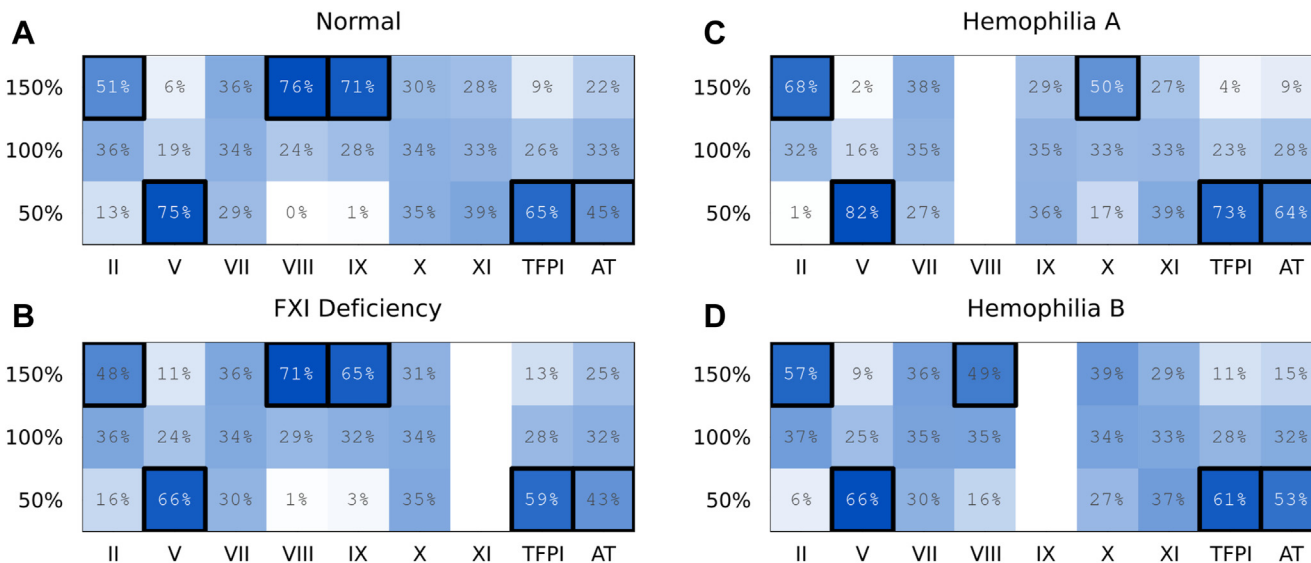 A Normal
150% 51% 6% 36% 76% 71% 30% 28% 9% 22%
100% 36% 19% 34% 24% 28% 34% 33% 26% 33%
50% 13% 75% 29% 0% 1% 35% 39% 65% 45%
II V VII VIII IX X XI TFPI AT
C Hemophilia A
150% 68% 2% 38% 29% 50% 27% 4% 9%
100% 32% 16% 35% 35% 33% 33% 23% 28%
50% 1% 82% 27% 36% 17% 39% 73% 64%
II V VII VIII IX X XI TFPI AT
B FXI Deficiency
150% 48% 11% 36% 71% 65% 31% 13% 25%
100% 36% 24% 34% 29% 32% 34% 28% 32%
50% 16% 66% 30% 1% 3% 35% 59% 43%
II V VII VIII IX X XI TFPI AT
D Hemophilia B
150% 57% 9% 36% 49% 39% 29% 11% 15%
100% 37% 25% 35% 35% 34% 33% 28% 32%
50% 6% 66% 30% 16% 27% 37% 61% 53%
II V VII VIII IX X XI TFPI AT